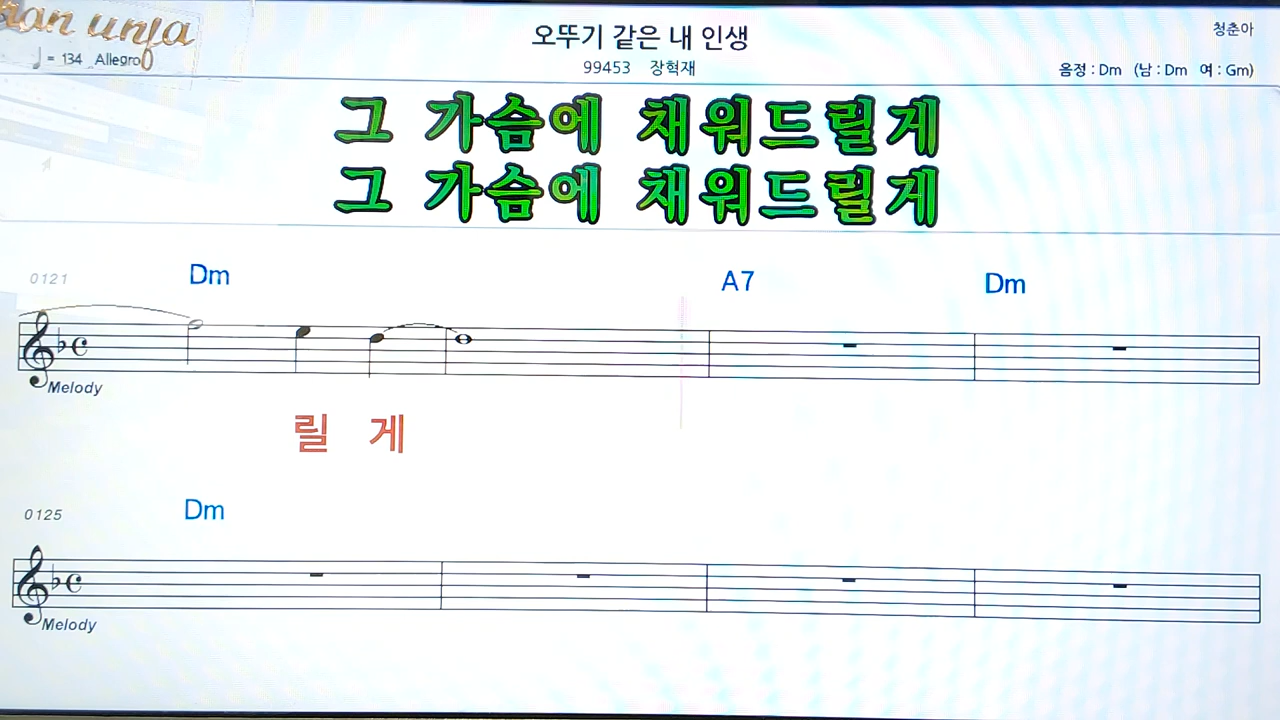 오뚜기 같은 내 인생
청춘아
♩ = 134 Allegro
99453 장혁재
음정 : Dm (남 : Dm 여 : Gm)
그 가슴에 채워드릴게
그 가슴에 채워드릴게
0121 Dm A7 Dm
Melody
릴 게
0125 Dm
Melody